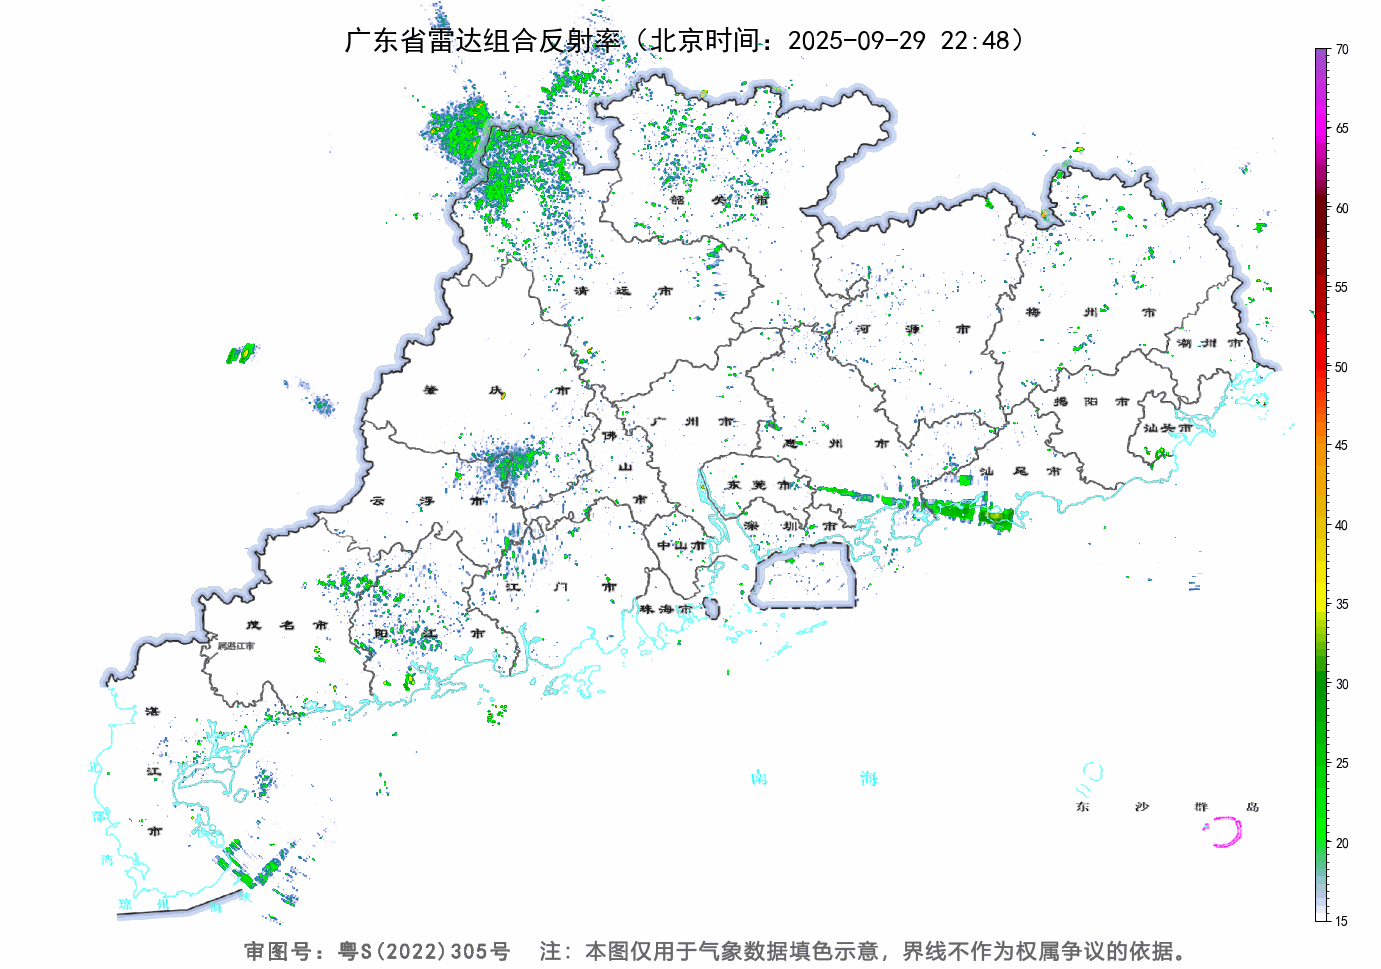 广东省雷达组合反射率（北京时间：2025-09-29 22:48）
70
65
60
55
50
45
40
35
30
25
20
15
韶关市
清远市
河源市
梅州市
潮州市
肇庆市
广州市
佛山市
惠州市
揭阳市
汕头市
汕尾市
云浮市
东莞市
深圳市
中山市
江门市
珠海市
茂名市
阳江市
属湛江市
湛江市
北部湾
琼州海峡
南海
东沙群岛
审图号：粤S(2022)305号 注：本图仅用于气象数据填色示意，界线不作为权属争议的依据。